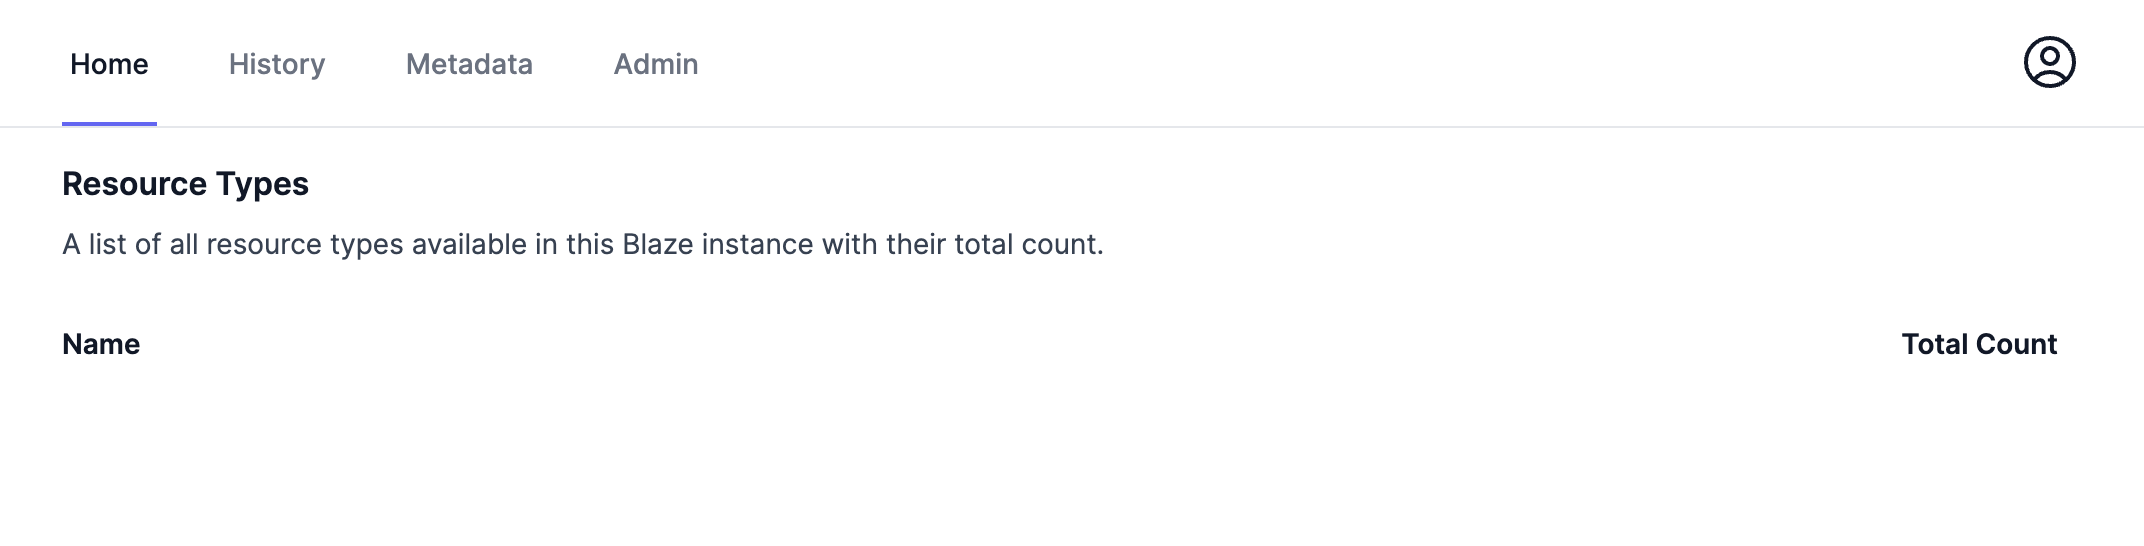 Home History Metadata Admin
Resource Types
A list of all resource types available in this Blaze instance with their total count.
Name Total Count